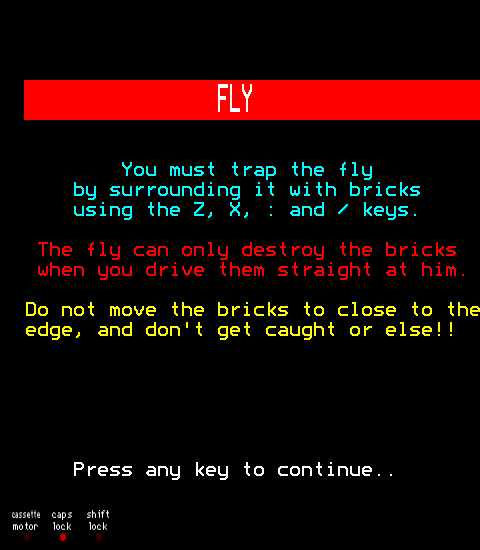 FLY
You must trap the fly
by surrounding it with bricks
using the Z, X, : and / keys.
The fly can only destroy the bricks
when you drive them straight at him.
Do not move the bricks to close to the
edge, and don't get caught or else!!
Press any key to continue..
cassette caps shift
motor lock lock